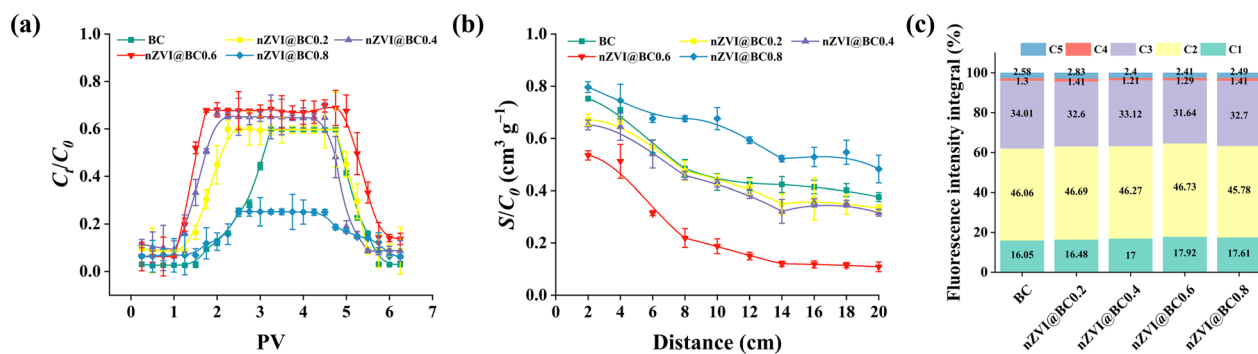 (a)
BC
nZVI@BC0.2
nZVI@BC0.4
nZVI@BC0.6
nZVI@BC0.8
Ct/C0
1.0
0.8
0.6
0.4
0.2
0.0
0 1 2 3 4 5 6 7
PV
(b)
BC
nZVI@BC0.2
nZVI@BC0.4
nZVI@BC0.6
nZVI@BC0.8
S/C0 (cm³ g⁻¹)
1.0
0.8
0.6
0.4
0.2
0.0
0 2 4 6 8 10 12 14 16 18 20
Distance (cm)
(c)
C5 C4 C3 C2 C1
Fluorescence intensity integral (%)
100
80
60
40
20
0
2.58 2.83 2.4 2.41 2.49
1.3 1.41 1.21 1.29 1.41
34.01 32.6 33.12 31.64 32.7
46.06 46.69 46.27 46.73 45.78
16.05 16.48 17 17.92 17.61
BC
nZVI@BC0.2
nZVI@BC0.4
nZVI@BC0.6
nZVI@BC0.8